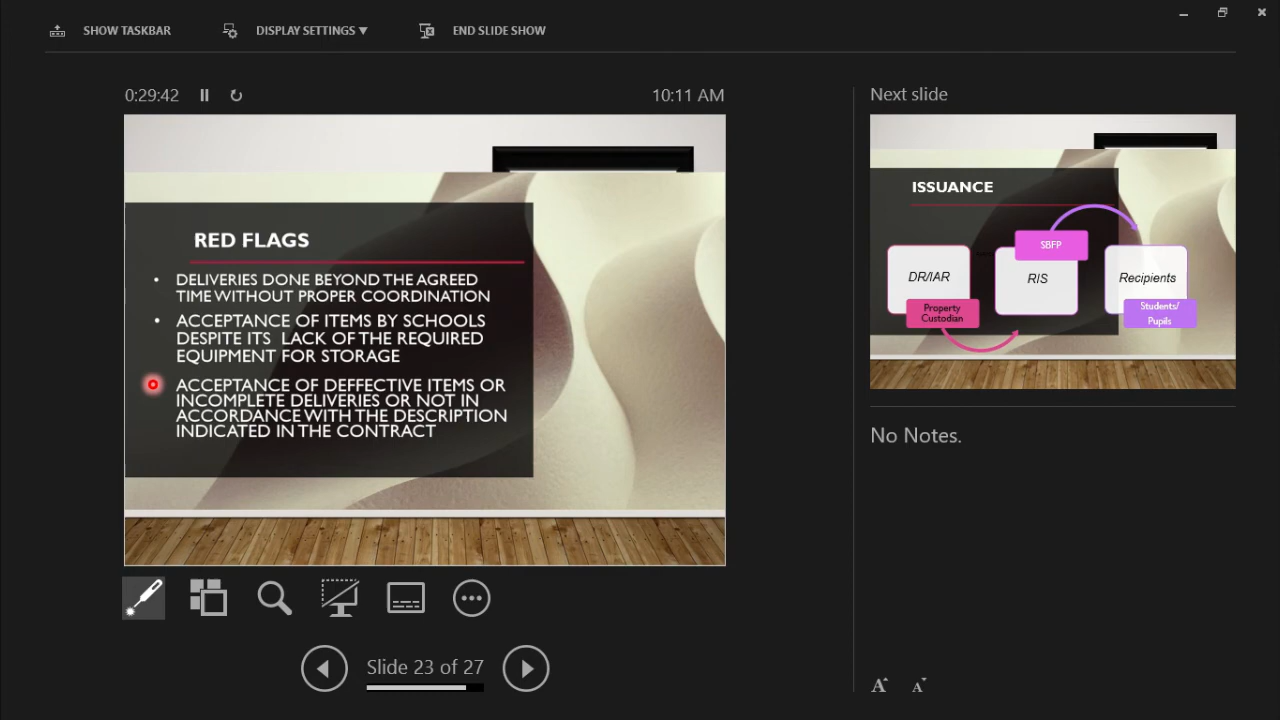 SHOW TASKBAR
DISPLAY SETTINGS ▼
END SLIDE SHOW
0:29:42
10:11 AM
RED FLAGS
• DELIVERIES DONE BEYOND THE AGREED
TIME WITHOUT PROPER COORDINATION
• ACCEPTANCE OF ITEMS BY SCHOOLS
DESPITE ITS LACK OF THE REQUIRED
EQUIPMENT FOR STORAGE
ACCEPTANCE OF DEFFECTIVE ITEMS OR
INCOMPLETE DELIVERIES OR NOT IN
ACCORDANCE WITH THE DESCRIPTION
INDICATED IN THE CONTRACT
Slide 23 of 27
Next slide
ISSUANCE
SBFP
DR/IAR
RIS
Recipients
Property
Custodian
Students/
Pupils
No Notes.
A
A